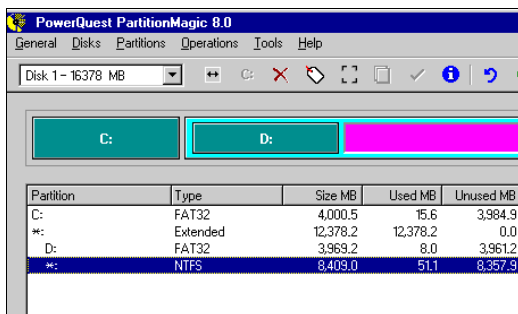 PowerQuest PartitionMagic 8.0
General Disks Partitions Operations Tools Help
Disk 1 - 16378 MB C:
C: D:
Partition Type Size MB Used MB Unused MB
C: FAT32 4,000.5 15.6 3,984.9
*: Extended 12,378.2 12,378.2 0.0
D: FAT32 3,969.2 8.0 3,961.2
*: NTFS 8,409.0 51.1 8,357.9